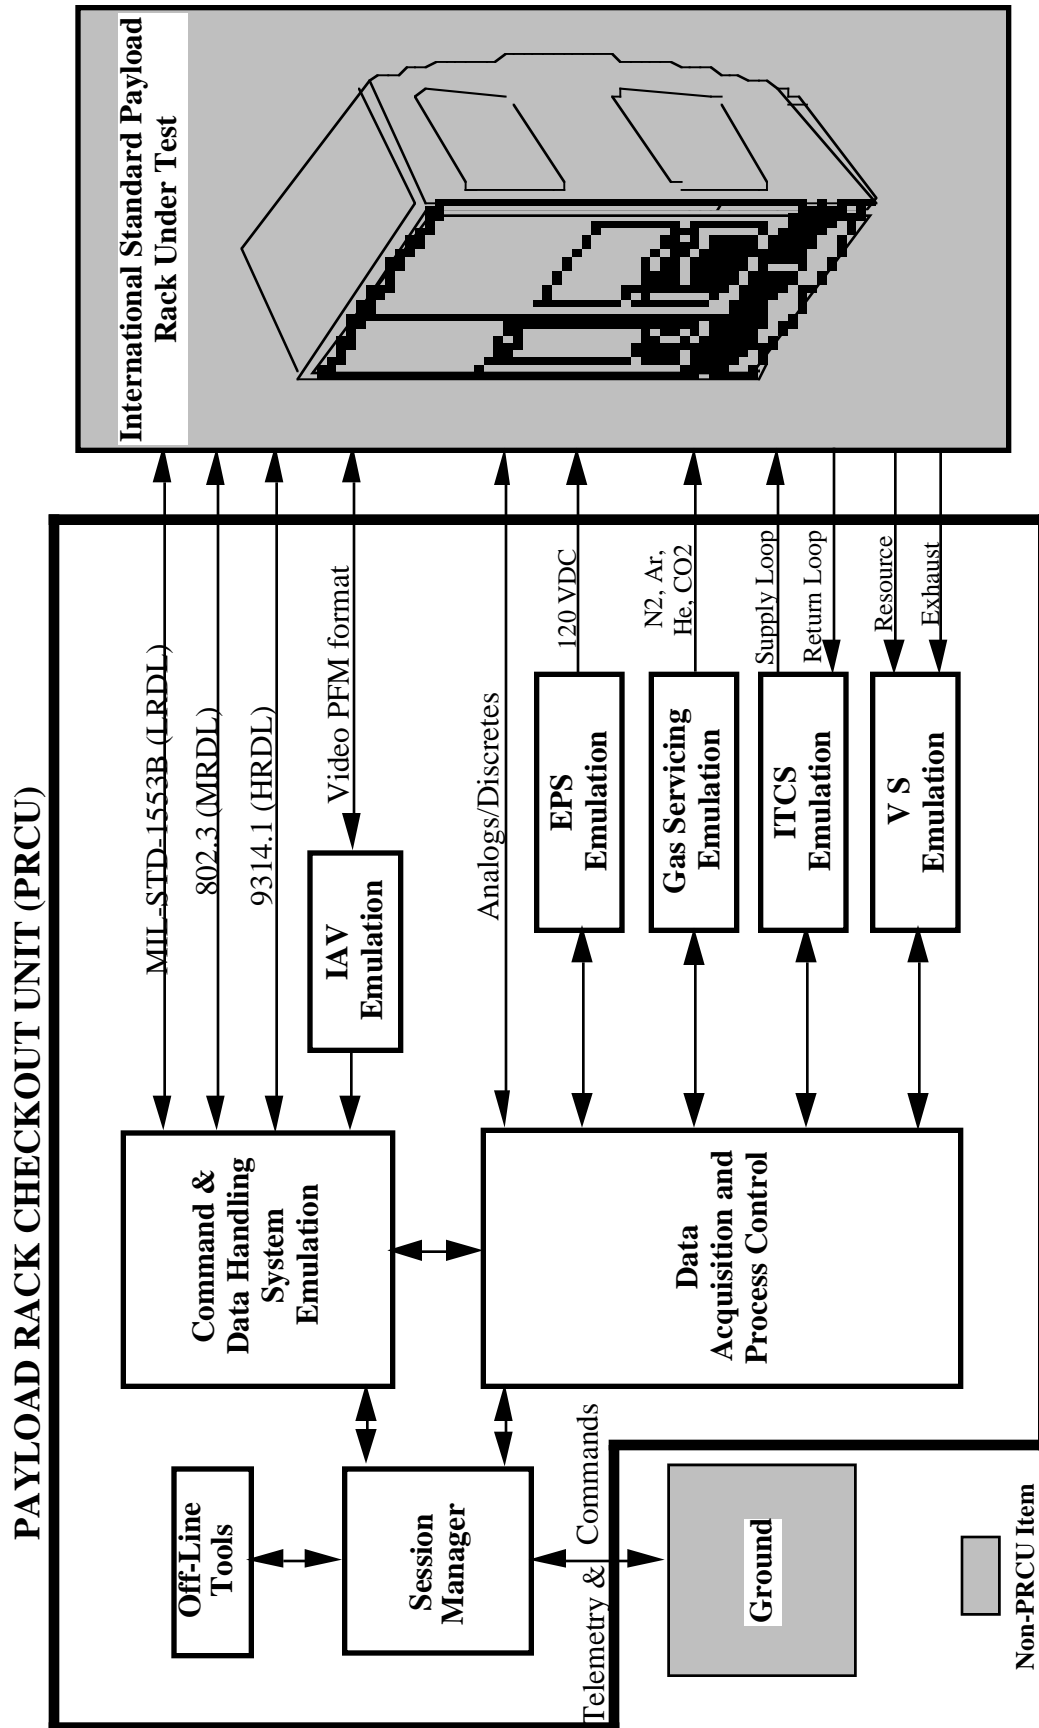 PAYLOAD RACK CHECKOUT UNIT (PRCU)
Off-Line
Tools
Session
Manager
Telemetry & Commands
Ground
Non-PRCU Item
Command &
Data Handling
System
Emulation
Data
Acquisition and
Process Control
MIL-STD-1553B (LRDL)
802.3 (MRDL)
9314.1 (HRDL)
IAV
Emulation
Video PFM format
Analogs/Discretes
EPS
Emulation
120 VDC
Gas Servicing
Emulation
N2, Ar,
He, CO2
ITCS
Emulation
Supply Loop
Return Loop
V S
Emulation
Resource
Exhaust
International Standard Payload
Rack Under Test